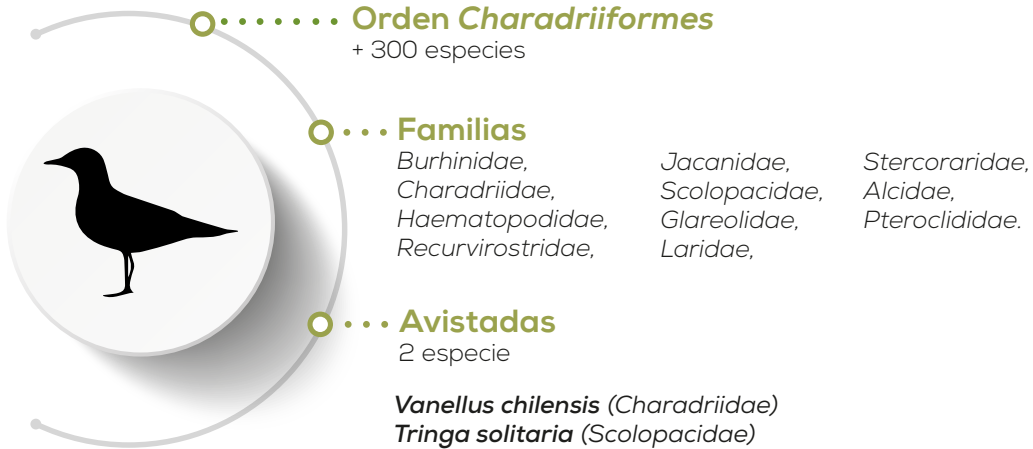 Orden Charadriiformes
+ 300 especies
Familias
Burhinidae,
Charadriidae,
Haematopodidae,
Recurvirostridae,
Jacanidae,
Scolopacidae,
Glareolidae,
Laridae,
Stercoraridae,
Alcidae,
Pteroclididae.
Avistadas
2 especie
Vanellus chilensis (Charadriidae)
Tringa solitaria (Scolopacidae)